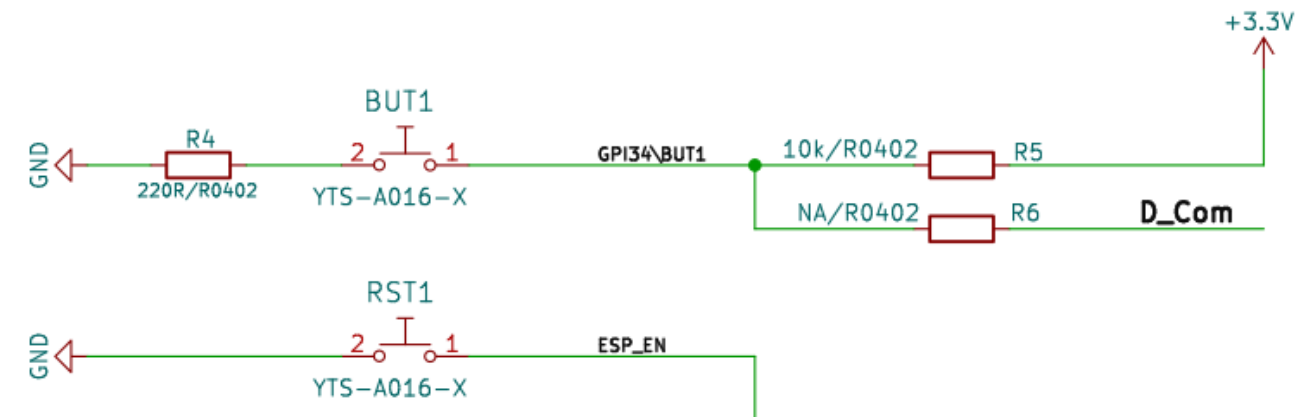 +3.3V
BUT1
GND
R4
220R/R0402
2
1
YTS-A016-X
GPI34\BUT1
10k/R0402
R5
NA/R0402
R6
D_Com
RST1
GND
2
1
YTS-A016-X
ESP_EN